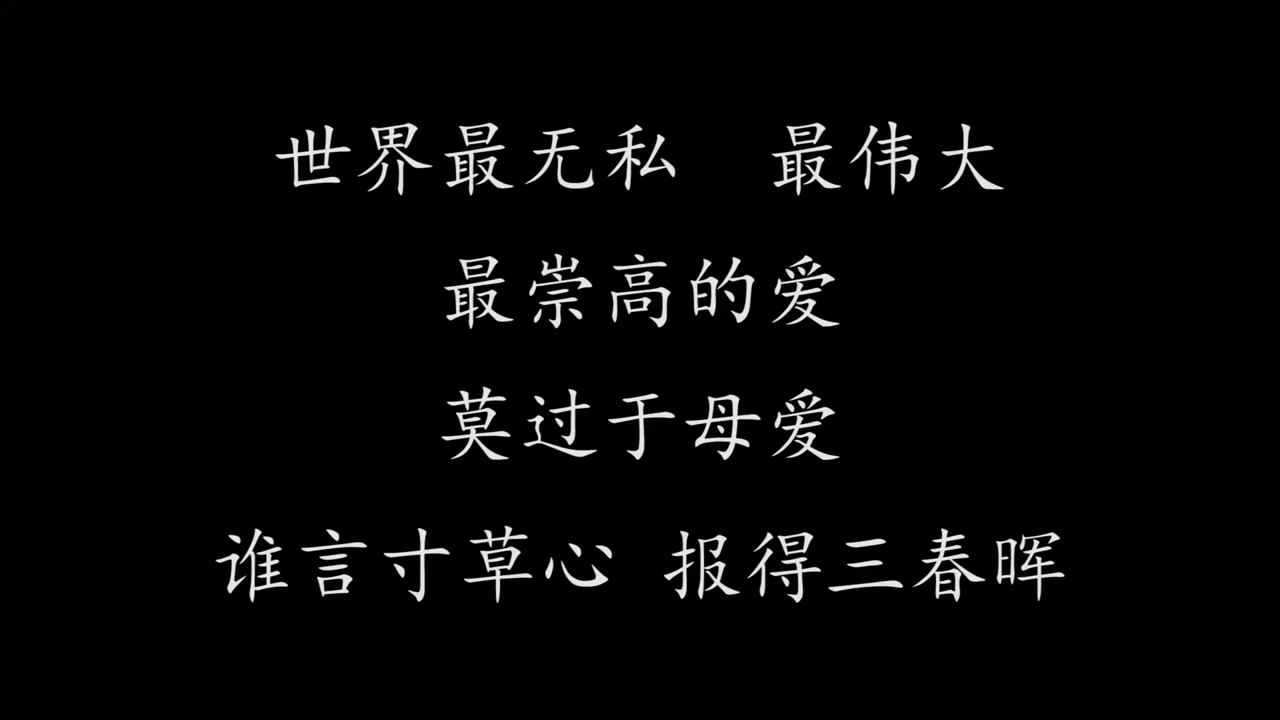 世界最无私　最伟大
最崇高的爱
莫过于母爱
谁言寸草心 报得三春晖